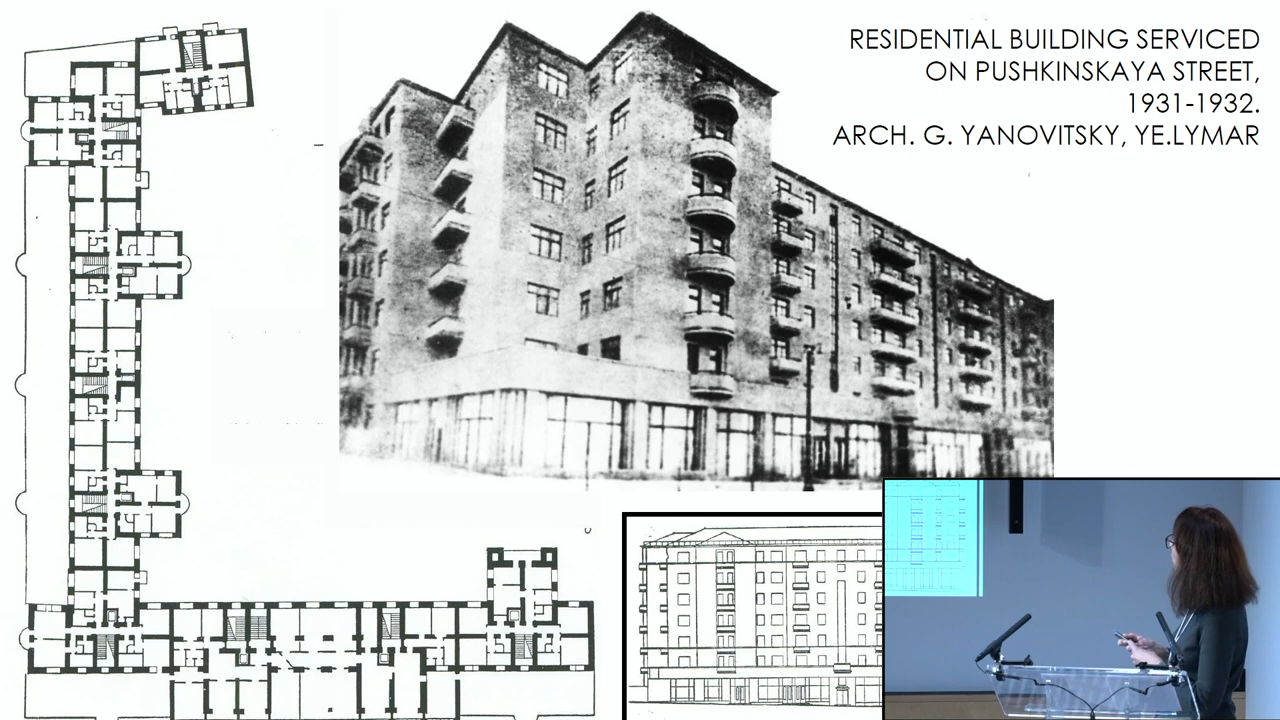 RESIDENTIAL BUILDING SERVICED
ON PUSHKINSKAYA STREET,
1931-1932.
ARCH. G. YANOVITSKY, YE.LYMAR